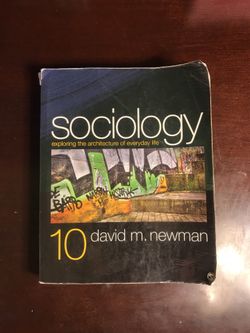 sociology
exploring the architecture of everyday life
10 david m. newman